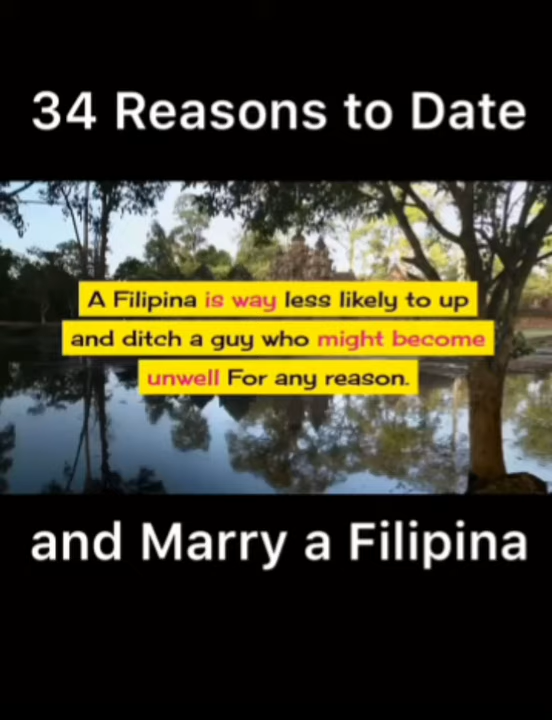 34 Reasons to Date
A Filipina is way less likely to up
and ditch a guy who might become
unwell For any reason.
and Marry a Filipina